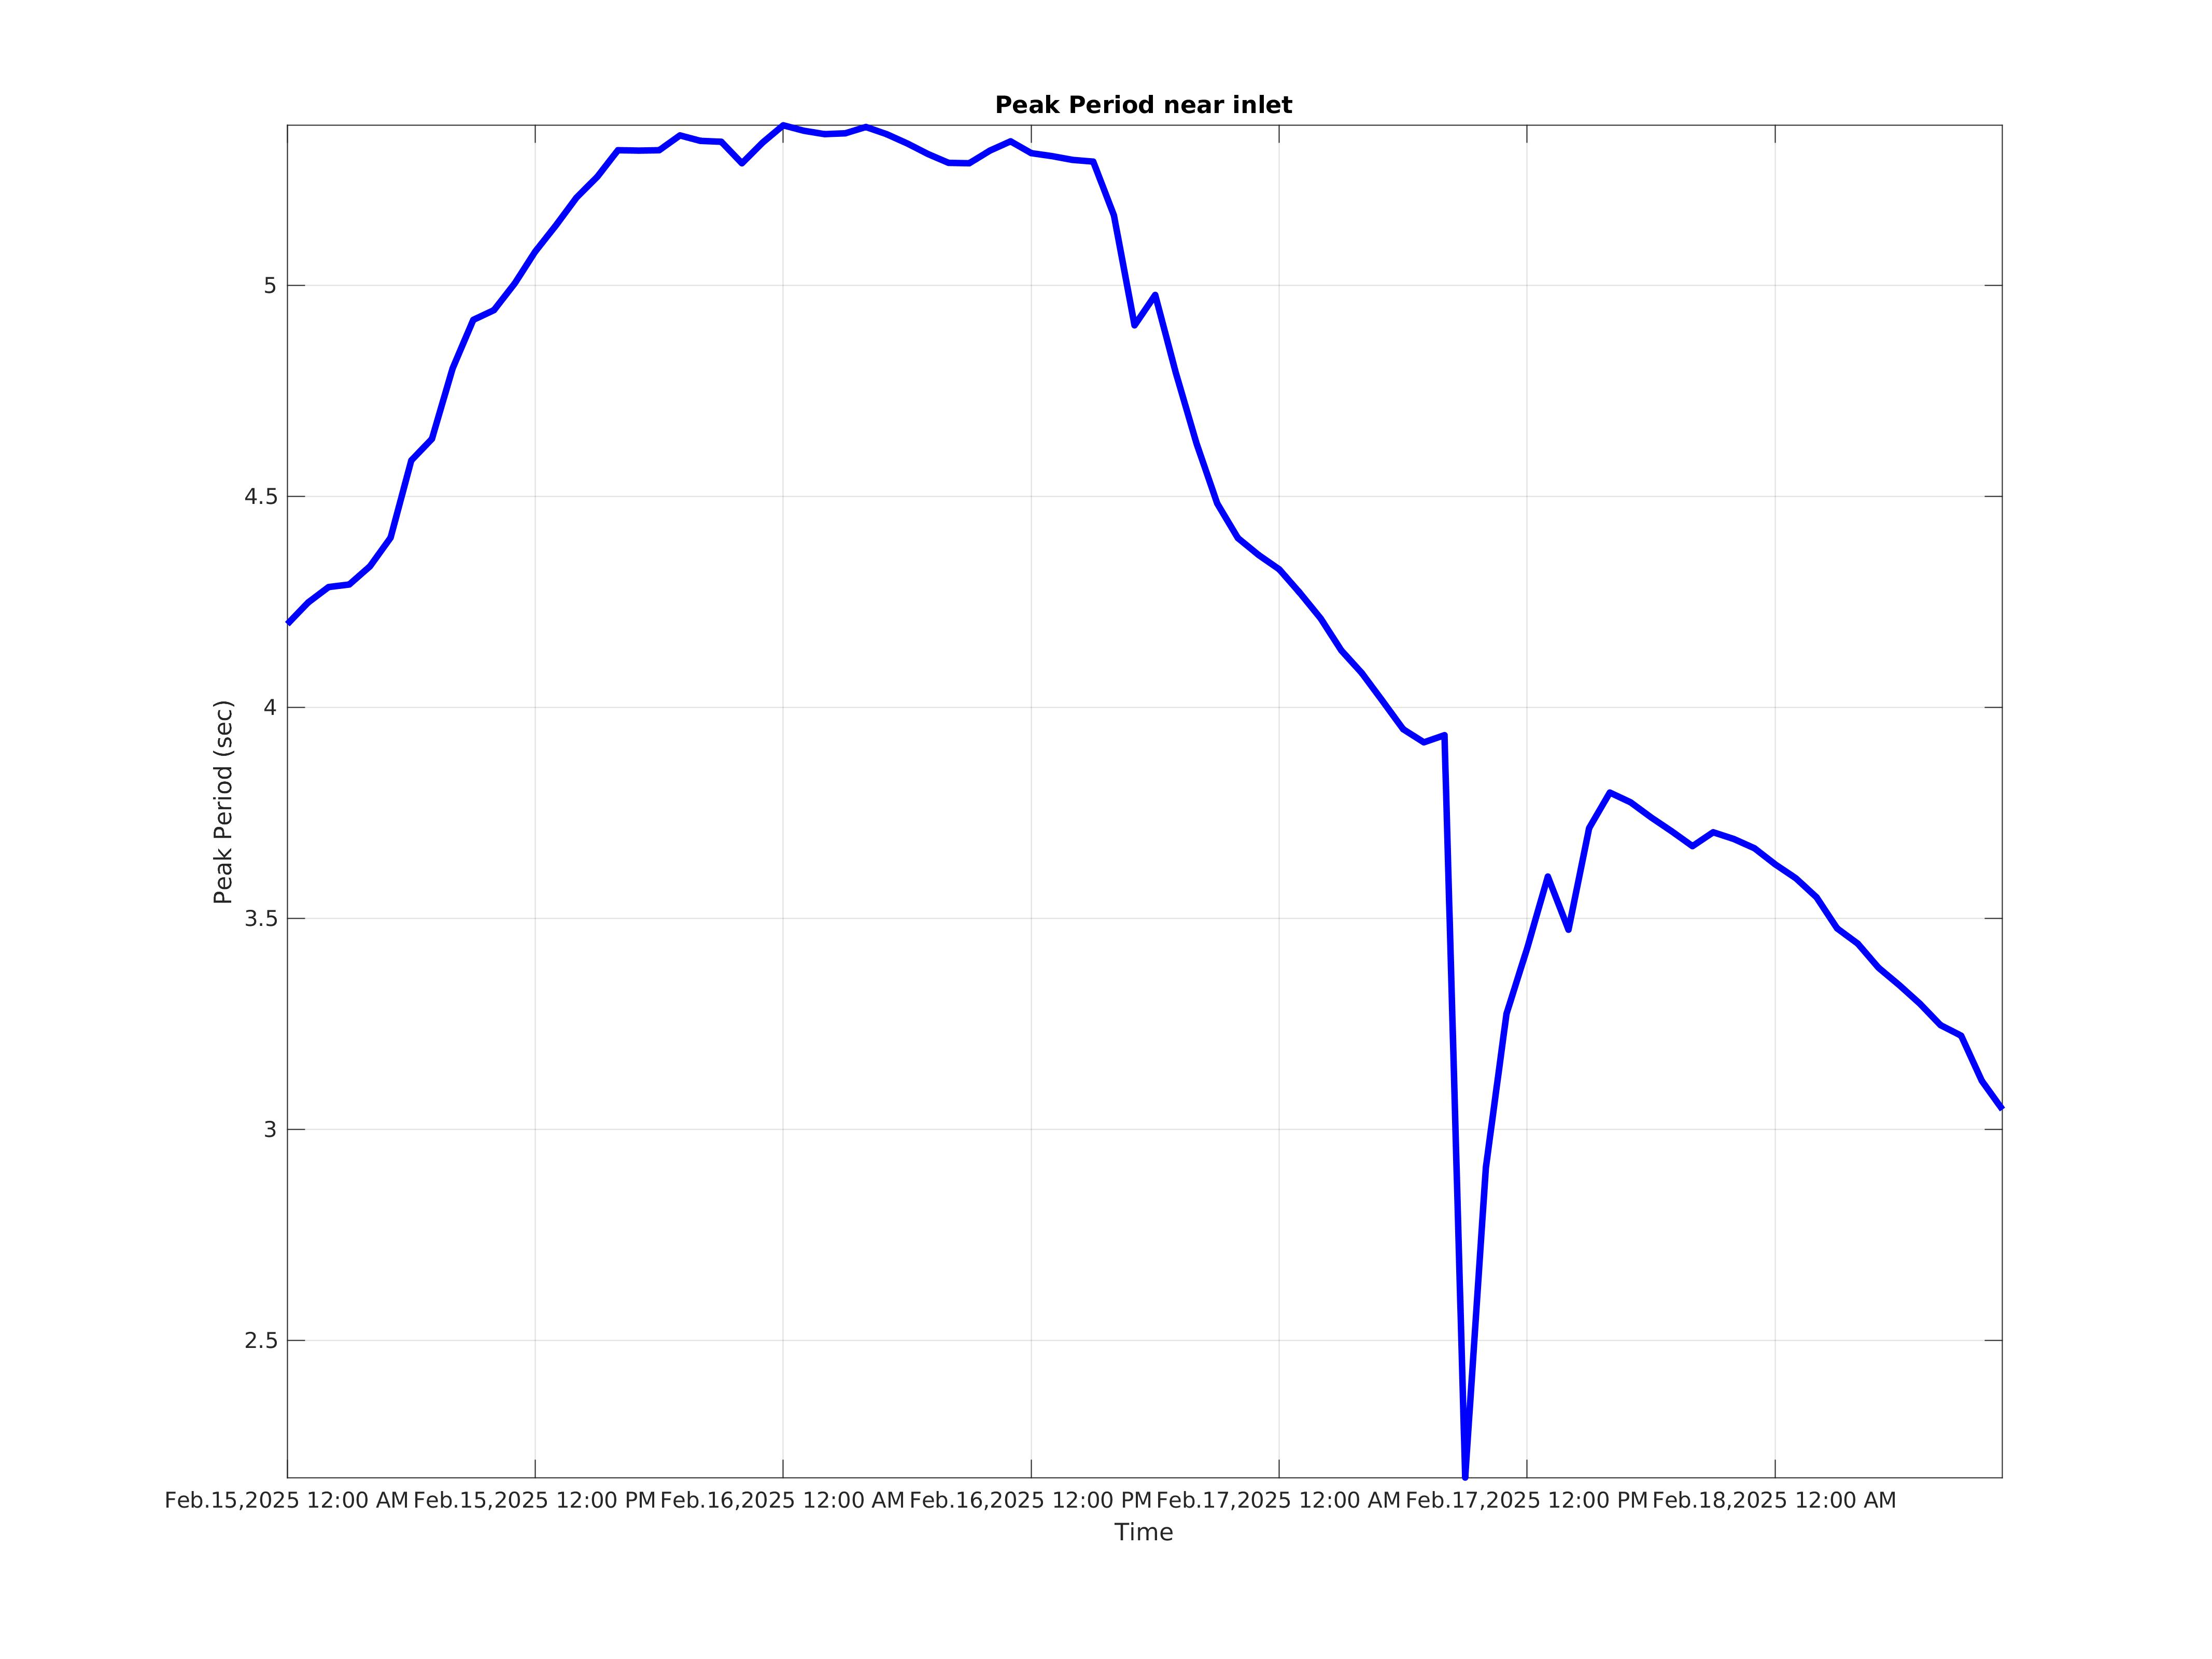 Peak Period near inlet
Peak Period (sec)
5
4.5
4
3.5
3
2.5
Feb.15,2025 12:00 AM
Feb.15,2025 12:00 PM
Feb.16,2025 12:00 AM
Feb.16,2025 12:00 PM
Feb.17,2025 12:00 AM
Feb.17,2025 12:00 PM
Feb.18,2025 12:00 AM
Time